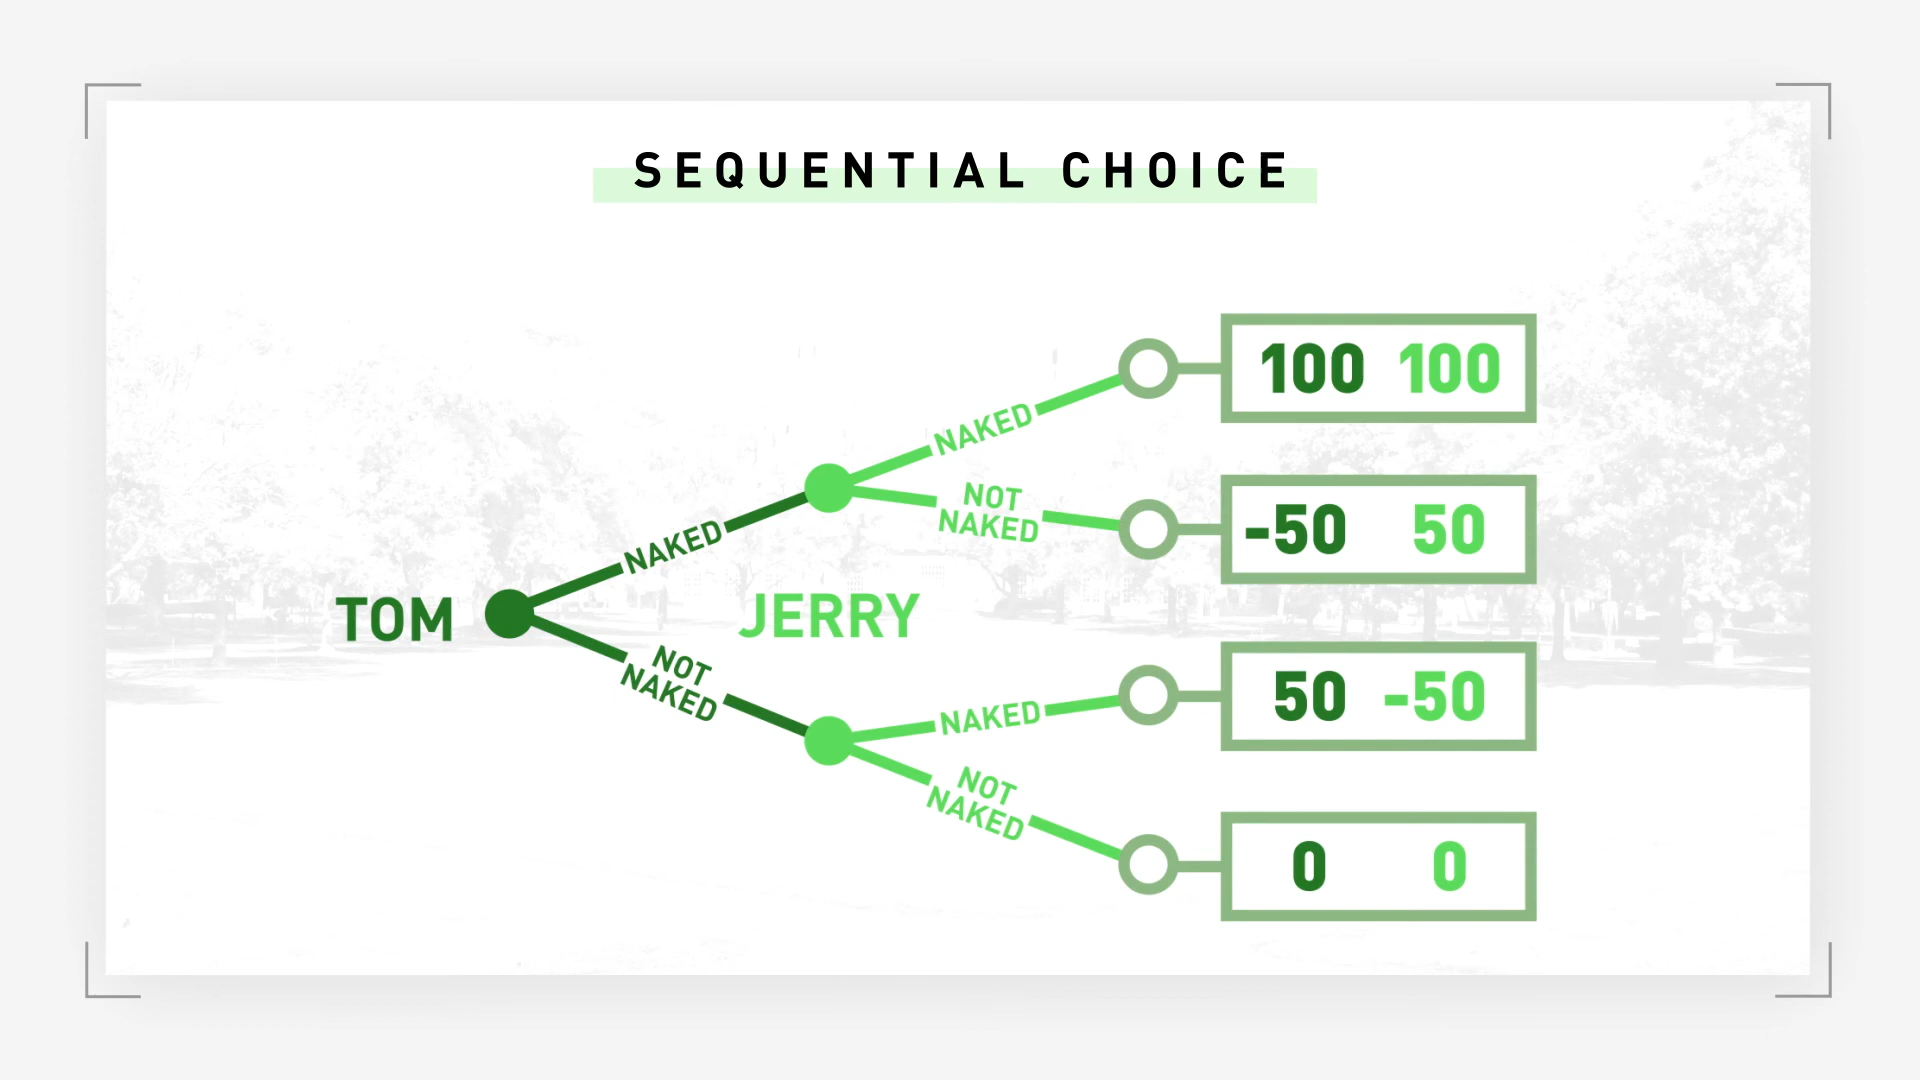 SEQUENTIAL CHOICE
100 100
NAKED
NOT
NAKED
-50 50
NAKED
TOM
JERRY
NOT
NAKED
NAKED
50 -50
NOT
NAKED
0 0